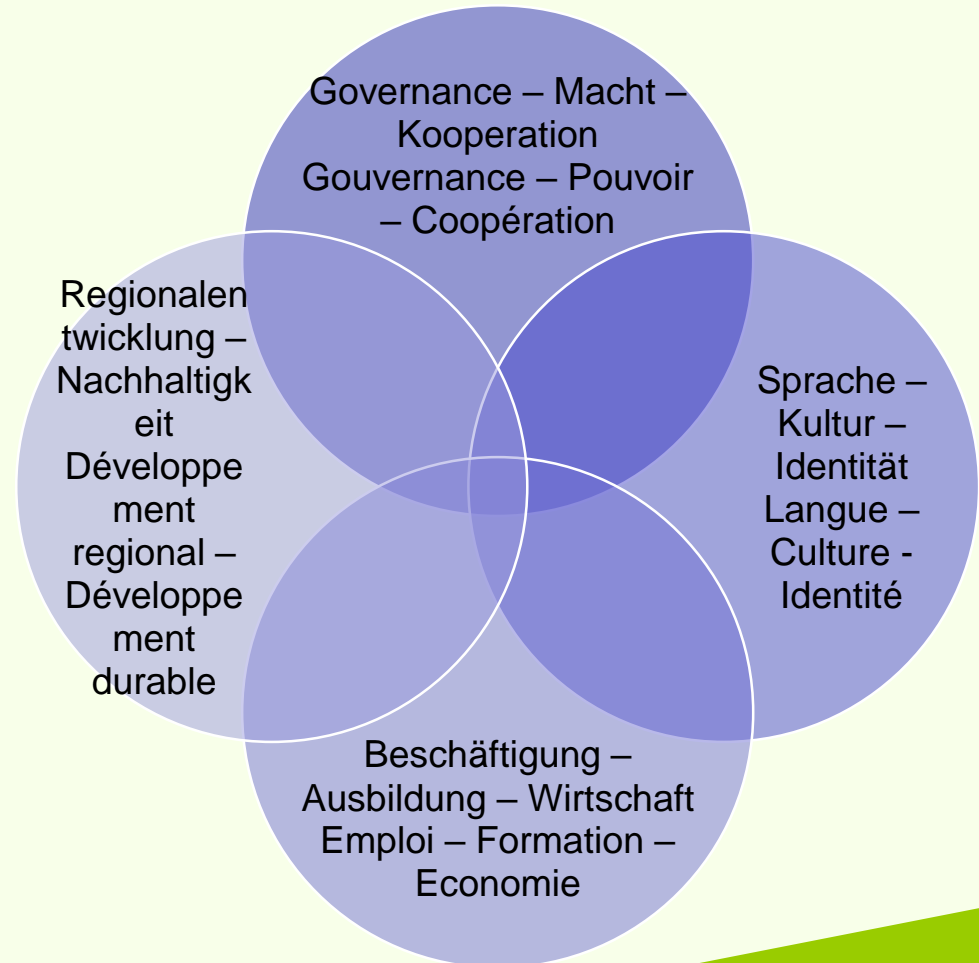 Governance – Macht –
Kooperation
Gouvernance – Pouvoir
– Coopération
Regionalen
twicklung –
Nachhaltigk
eit
Développe
ment
regional –
Développe
ment
durable
Sprache –
Kultur –
Identität
Langue –
Culture -
Identité
Beschäftigung –
Ausbildung – Wirtschaft
Emploi – Formation –
Economie